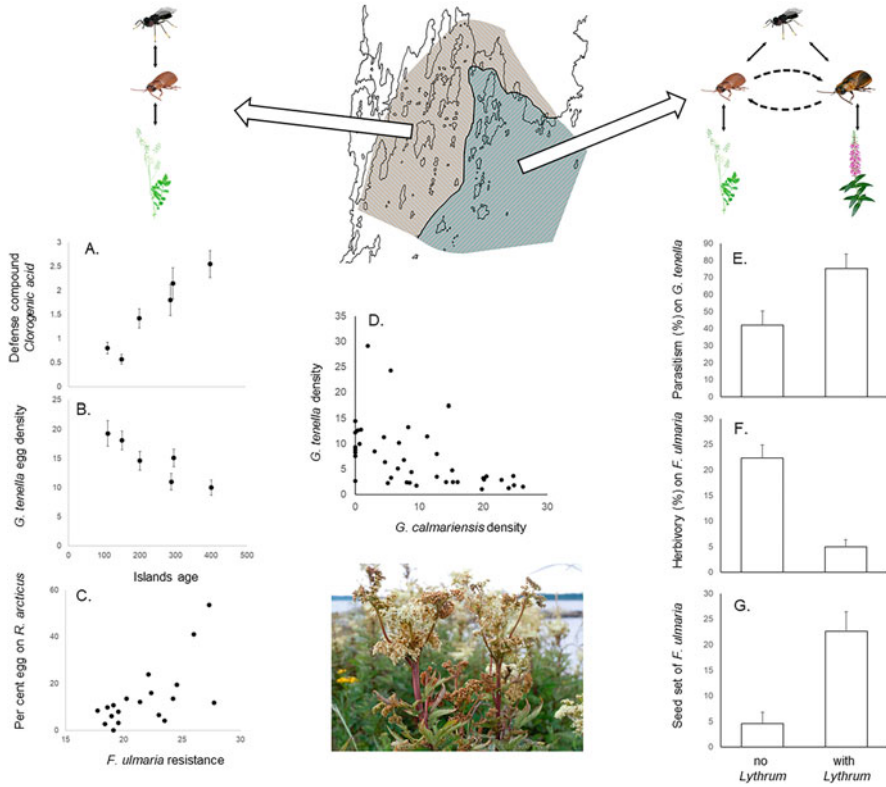 A.
Defense compound
Clorogenic acid
3
2.5
2
1.5
1
0.5
0
B.
G. tenella egg density
25
20
15
10
5
0
0
100
200
300
400
500
Islands age
C.
Per cent egg on R. arcticus
60
40
20
0
15
20
25
30
F. ulmaria resistance
D.
G. tenella density
35
30
25
20
15
10
5
0
0
10
20
30
G. calmariensis density
E.
Parasitism (%) on G. tenella
90
80
70
60
50
40
30
20
10
0
F.
Herbivory (%) on F. ulmaria
30
25
20
15
10
5
0
G.
Seed set of F. ulmaria
30
25
20
15
10
5
0
no
Lythrum
with
Lythrum